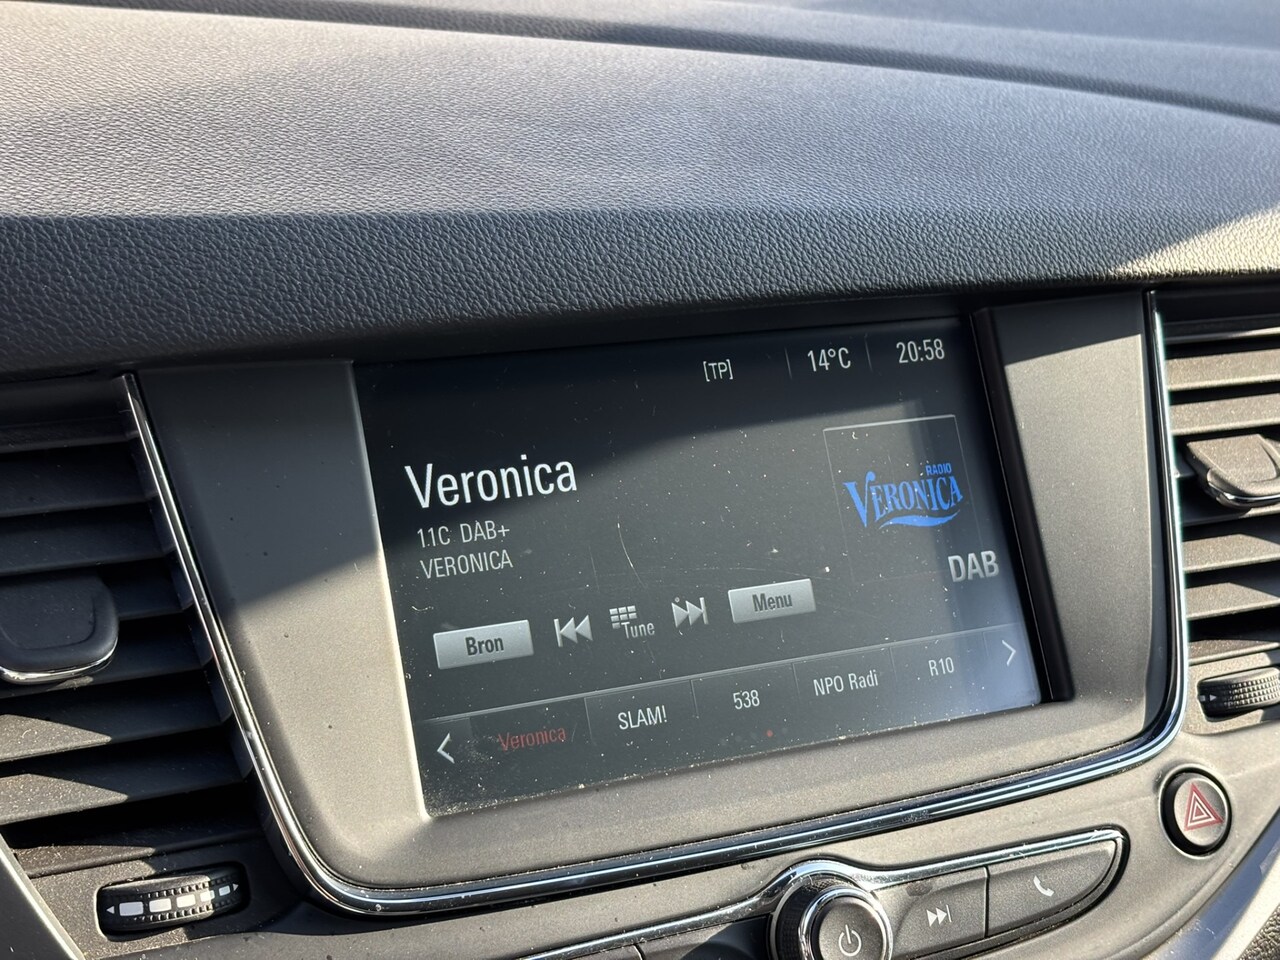 [TP] 14°C 20:58
Veronica
11C DAB+
VERONICA
RADIO
VERONICA
DAB
Bron Tune Menu
Veronica SLAM! 538 NPO Radi R10